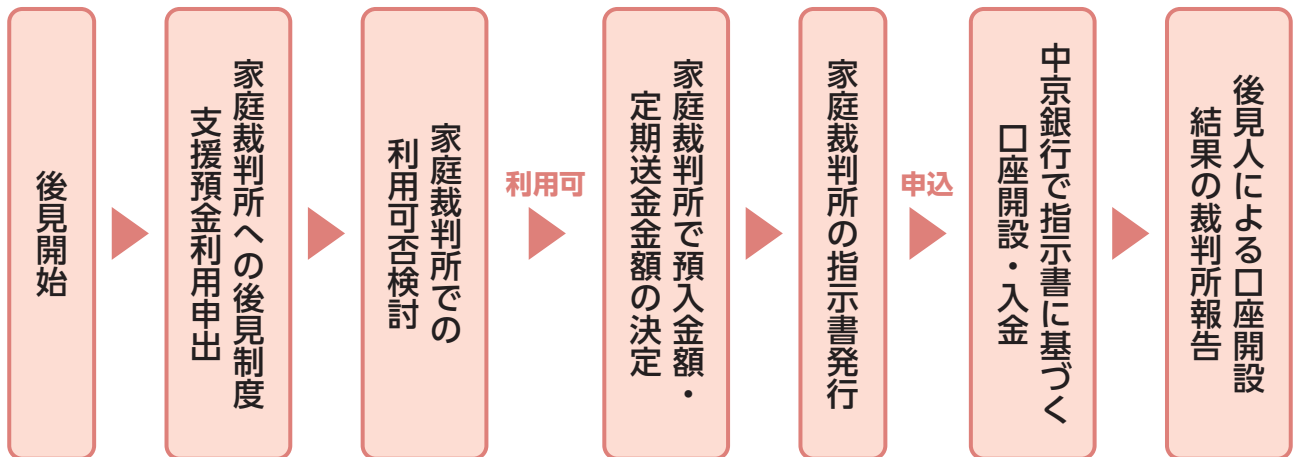 後見開始
家庭裁判所への後見制度
支援預金利用申出
家庭裁判所での
利用可否検討
利用可
家庭裁判所で預入金額・
定期送金金額の決定
家庭裁判所の指示書発行
申込
中京銀行で指示書に基づく
口座開設・入金
後見人による口座開設
結果の裁判所報告